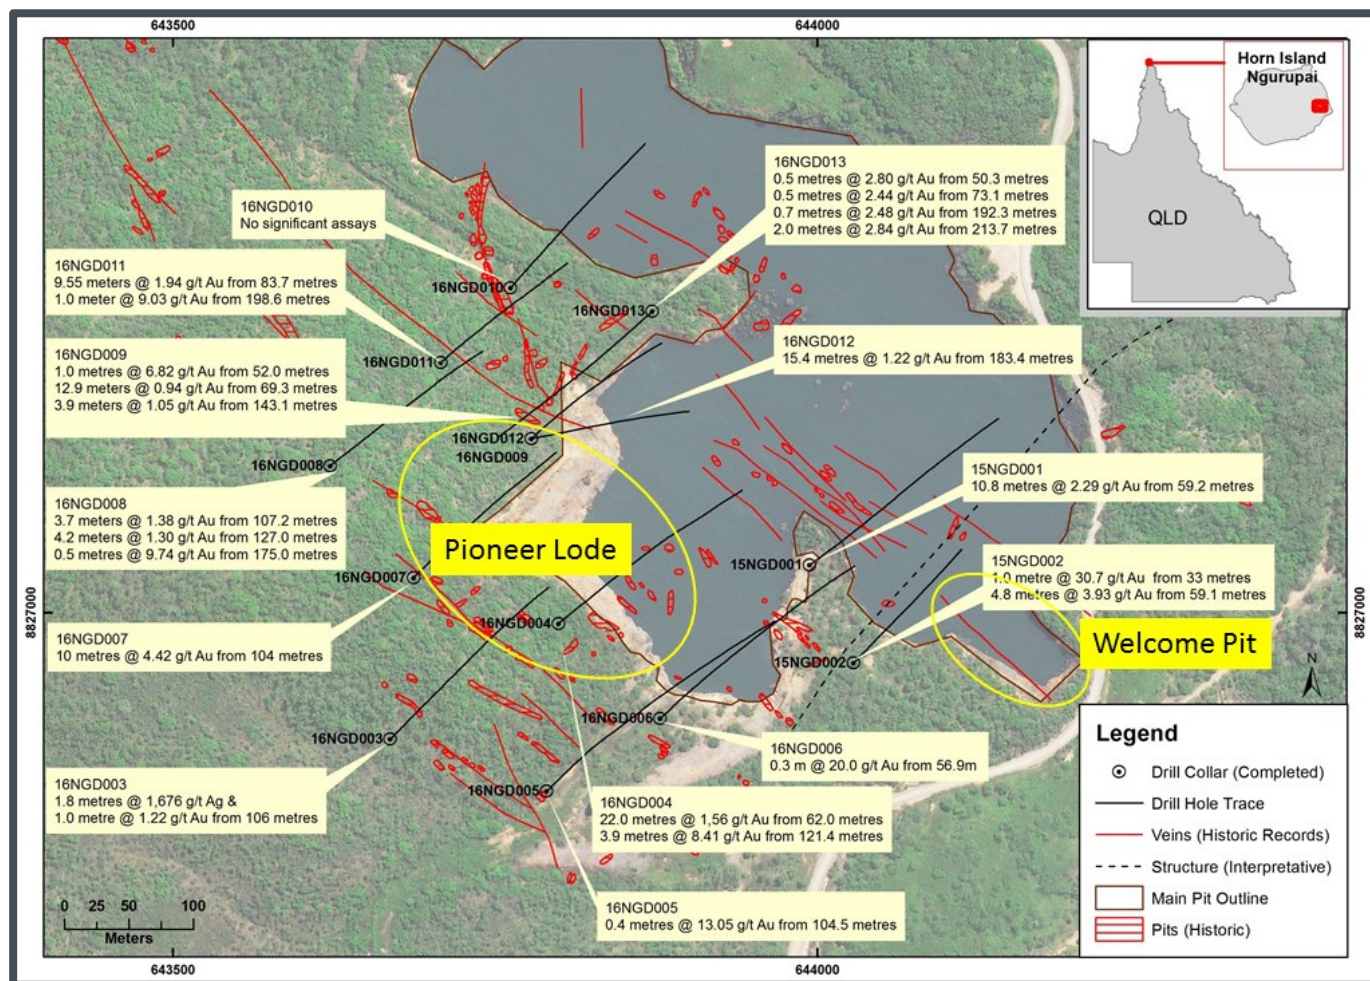 643500
644000
Horn Island
Ngurupai
QLD
16NGD013
0.5 metres @ 2.80 g/t Au from 50.3 metres
0.5 metres @ 2.44 g/t Au from 73.1 metres
0.7 metres @ 2.48 g/t Au from 192.3 metres
2.0 metres @ 2.84 g/t Au from 213.7 metres
16NGD010
No significant assays
16NGD011
9.55 meters @ 1.94 g/t Au from 83.7 metres
1.0 meter @ 9.03 g/t Au from 198.6 metres
16NGD010
16NGD013
16NGD012
15.4 metres @ 1.22 g/t Au from 183.4 metres
16NGD009
1.0 metres @ 6.82 g/t Au from 52.0 metres
12.9 metres @ 0.94 g/t Au from 69.3 metres
3.9 meters @ 1.05 g/t Au from 143.1 metres
16NGD011
16NGD012
16NGD009
16NGD008
15NGD001
10.8 metres @ 2.29 g/t Au from 59.2 metres
16NGD008
3.7 meters @ 1.38 g/t Au from 107.2 metres
4.2 meters @ 1.30 g/t Au from 127.0 metres
0.5 metres @ 9.74 g/t Au from 175.0 metres
Pioneer Lode
15NGD001
15NGD002
1.0 metre @ 30.7 g/t Au from 33 metres
4.8 metres @ 3.93 g/t Au from 59.1 metres
16NGD007
8827000
8827000
16NGD004
16NGD007
10 metres @ 4.42 g/t Au from 104 metres
Welcome Pit
15NGD002
N
16NGD006
16NGD003
16NGD006
0.3 m @ 20.0 g/t Au from 56.9m
16NGD003
1.8 metres @ 1,676 g/t Ag &
1.0 metre @ 1.22 g/t Au from 106 metres
16NGD005
16NGD004
22.0 metres @ 1,56 g/t Au from 62.0 metres
3.9 metres @ 8.41 g/t Au from 121.4 metres
16NGD005
0.4 metres @ 13.05 g/t Au from 104.5 metres
0 25 50 100
Meters
Legend
Drill Collar (Completed)
Drill Hole Trace
Veins (Historic Records)
Structure (Interpretative)
Main Pit Outline
Pits (Historic)
643500
644000